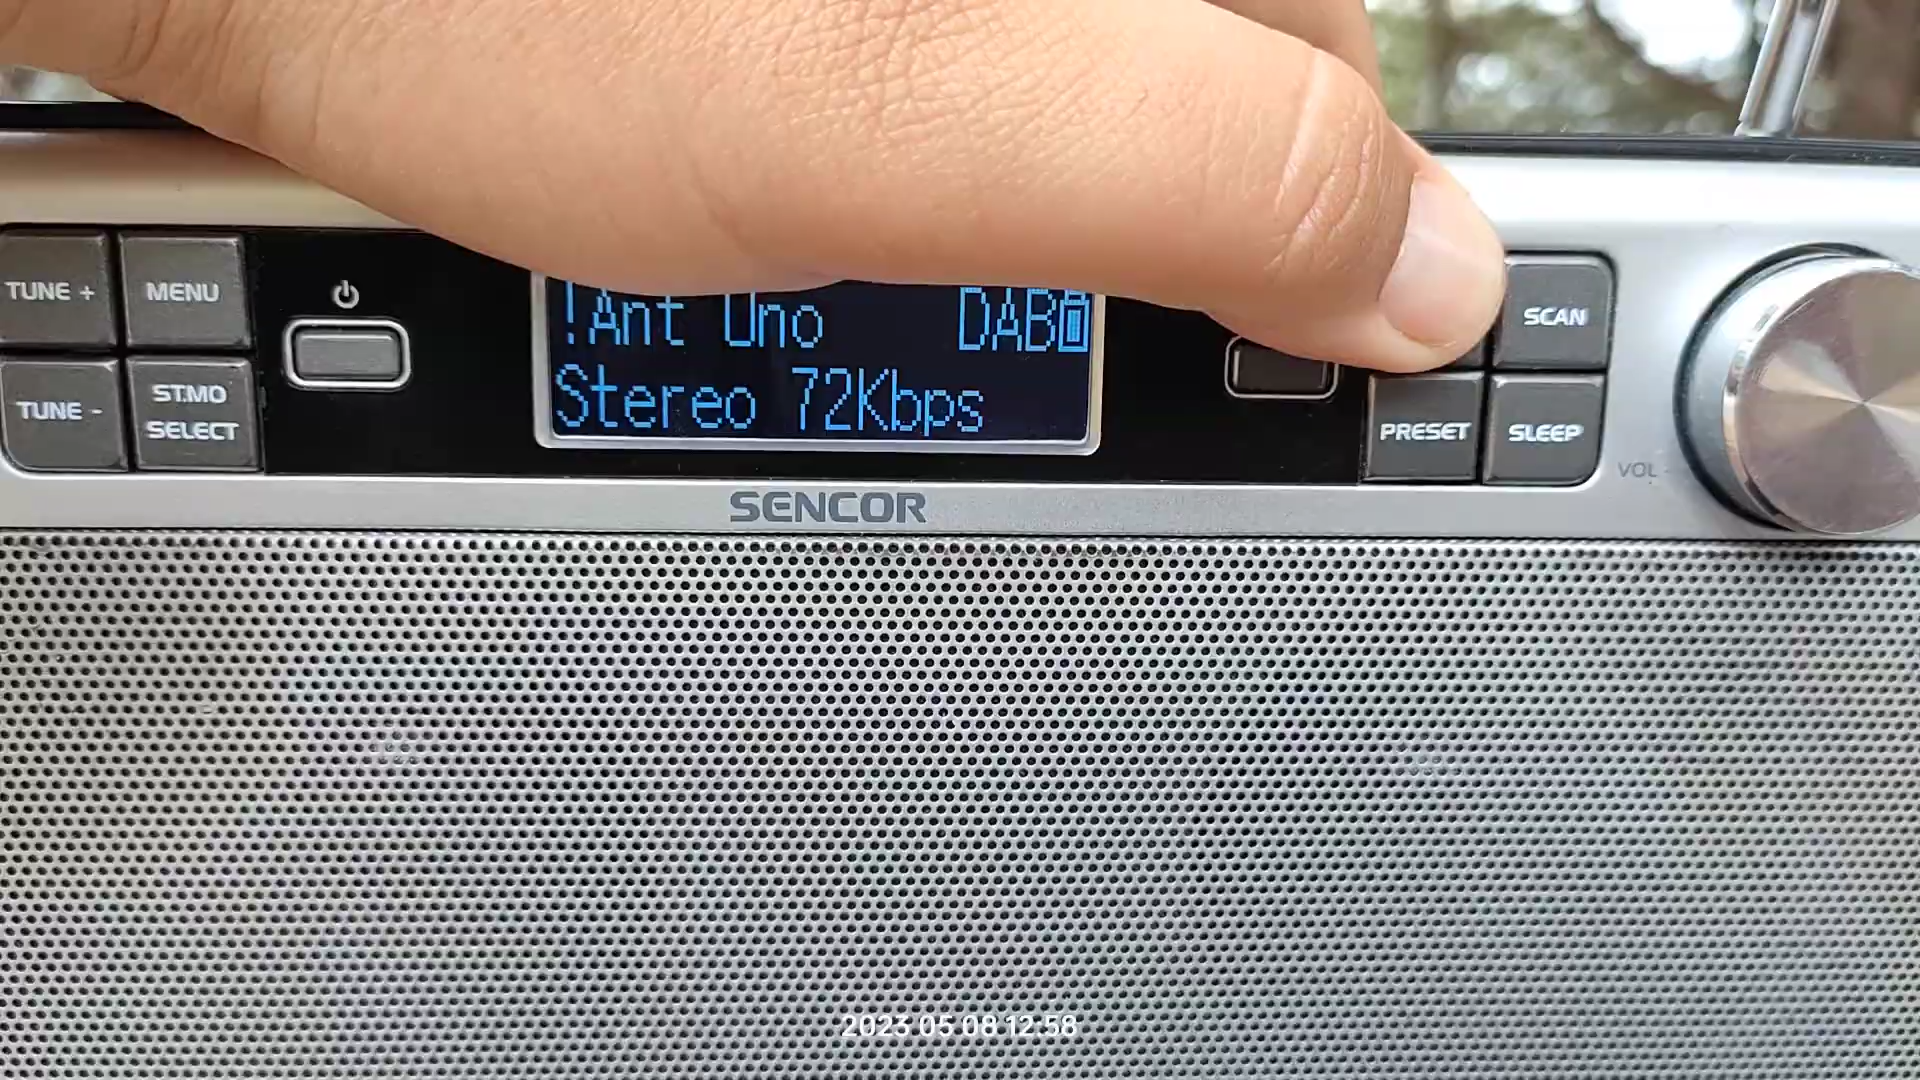 TUNE +
MENU
TUNE -
ST.MO
SELECT
!Ant Uno DAB
Stereo 72Kbps
SCAN
PRESET
SLEEP
VOL -
SENCOR
2023 05 08 12:58